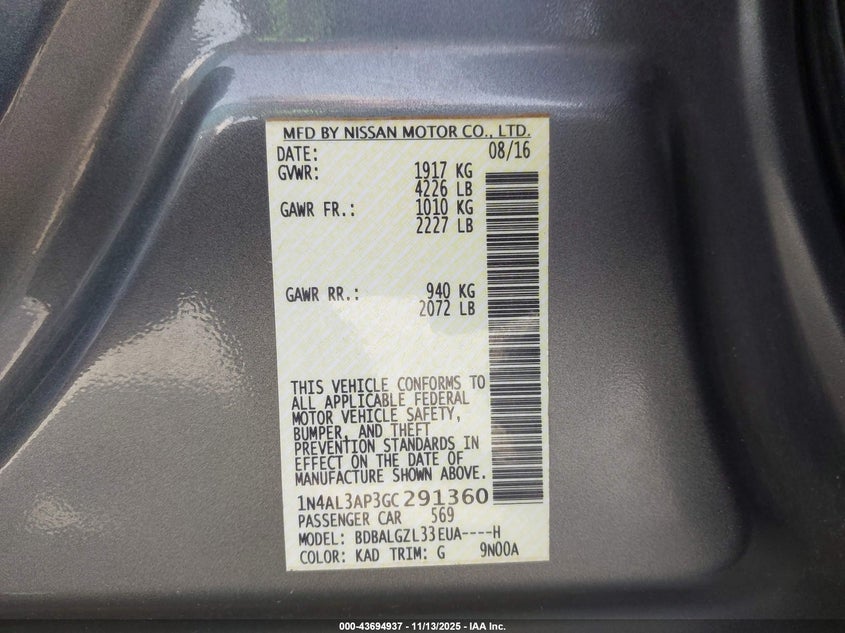 MFD BY NISSAN MOTOR CO., LTD.
DATE: 08/16
GVWR: 1917 KG
4226 LB
GAWR FR.: 1010 KG
2227 LB
GAWR RR.: 940 KG
2072 LB
THIS VEHICLE CONFORMS TO
ALL APPLICABLE FEDERAL
MOTOR VEHICLE SAFETY,
BUMPER, AND THEFT
PREVENTION STANDARDS IN
EFFECT ON THE DATE OF
MANUFACTURE SHOWN ABOVE.
1N4AL3AP3GC291360
PASSENGER CAR 569
MODEL: BDBALGZL33EUA----H
COLOR: KAD TRIM: G 9N00A
000-43694937 - 11/13/2025 - IAA Inc.